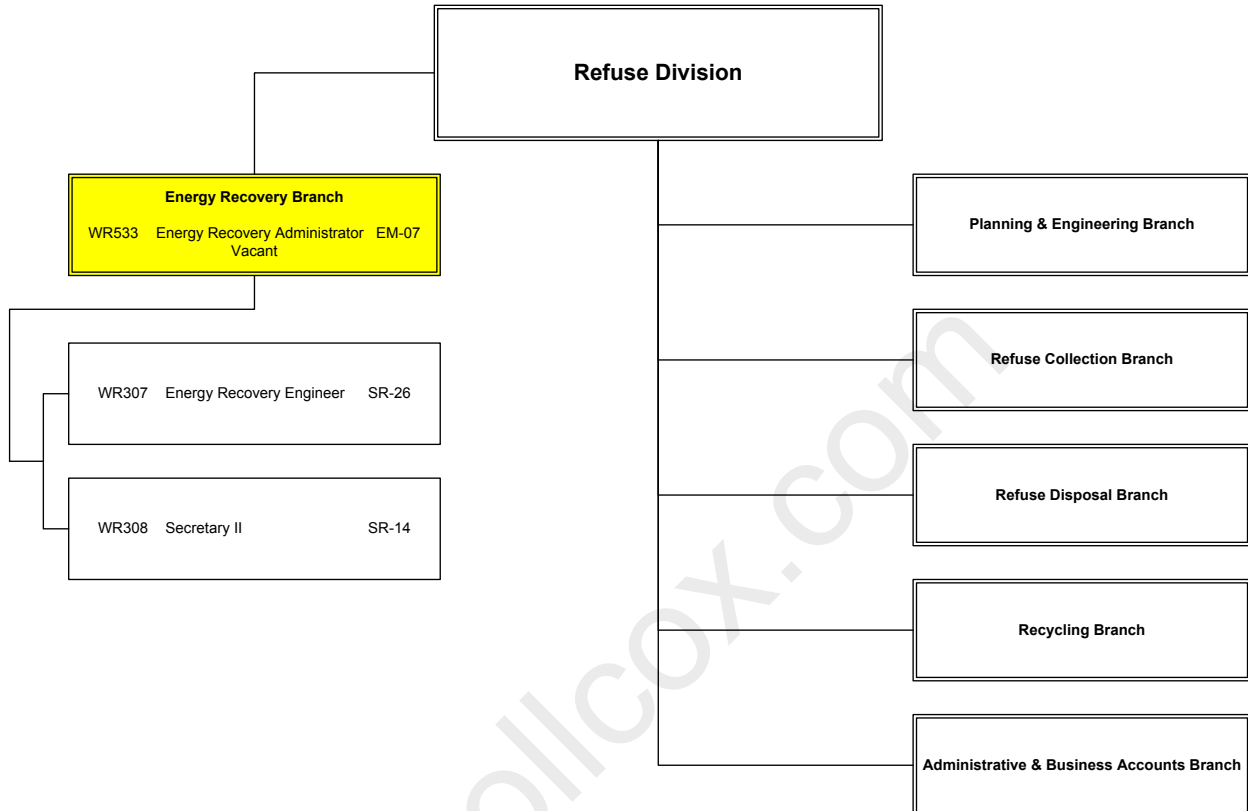 Refuse Division
Energy Recovery Branch
WR533 Energy Recovery Administrator EM-07
Vacant
WR307 Energy Recovery Engineer SR-26
WR308 Secretary II SR-14
Planning & Engineering Branch
Refuse Collection Branch
Refuse Disposal Branch
Recycling Branch
Administrative & Business Accounts Branch
ollcox.com